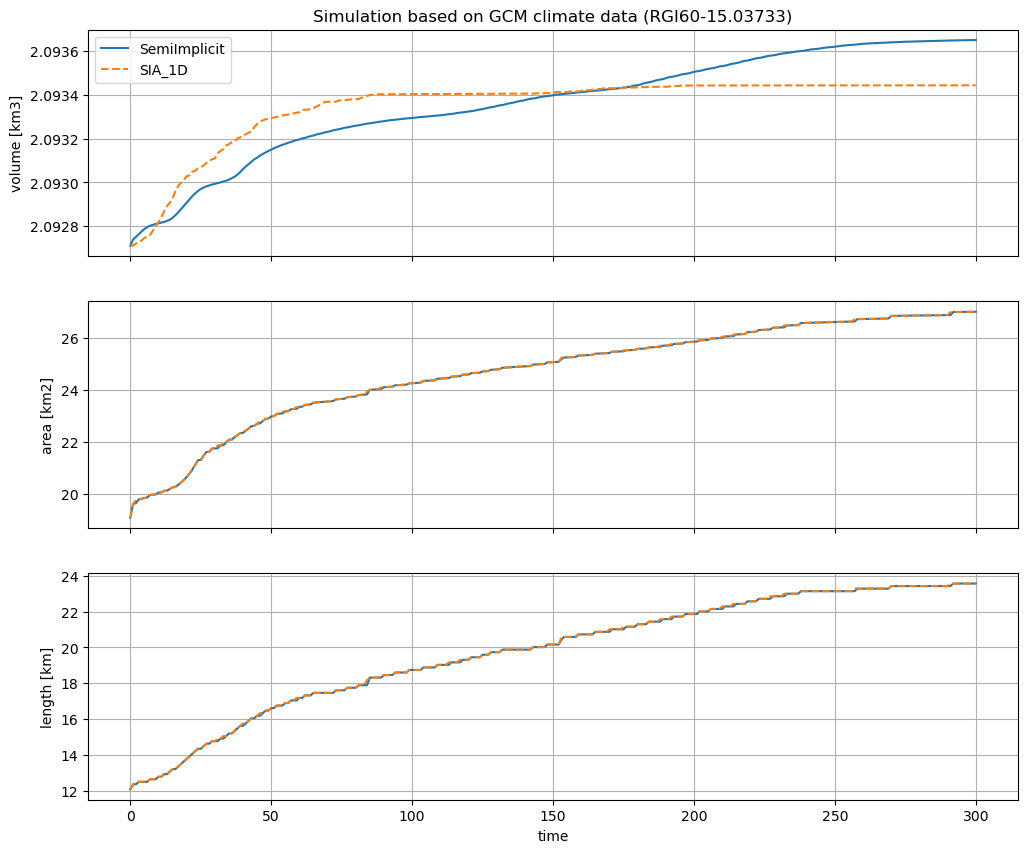 Simulation based on GCM climate data (RGI60-15.03733)
SemiImplicit
SIA_1D
volume [km3]
2.0936
2.0934
2.0932
2.0930
2.0928
area [km2]
26
24
22
20
length [km]
24
22
20
18
16
14
12
0 50 100 150 200 250 300
time